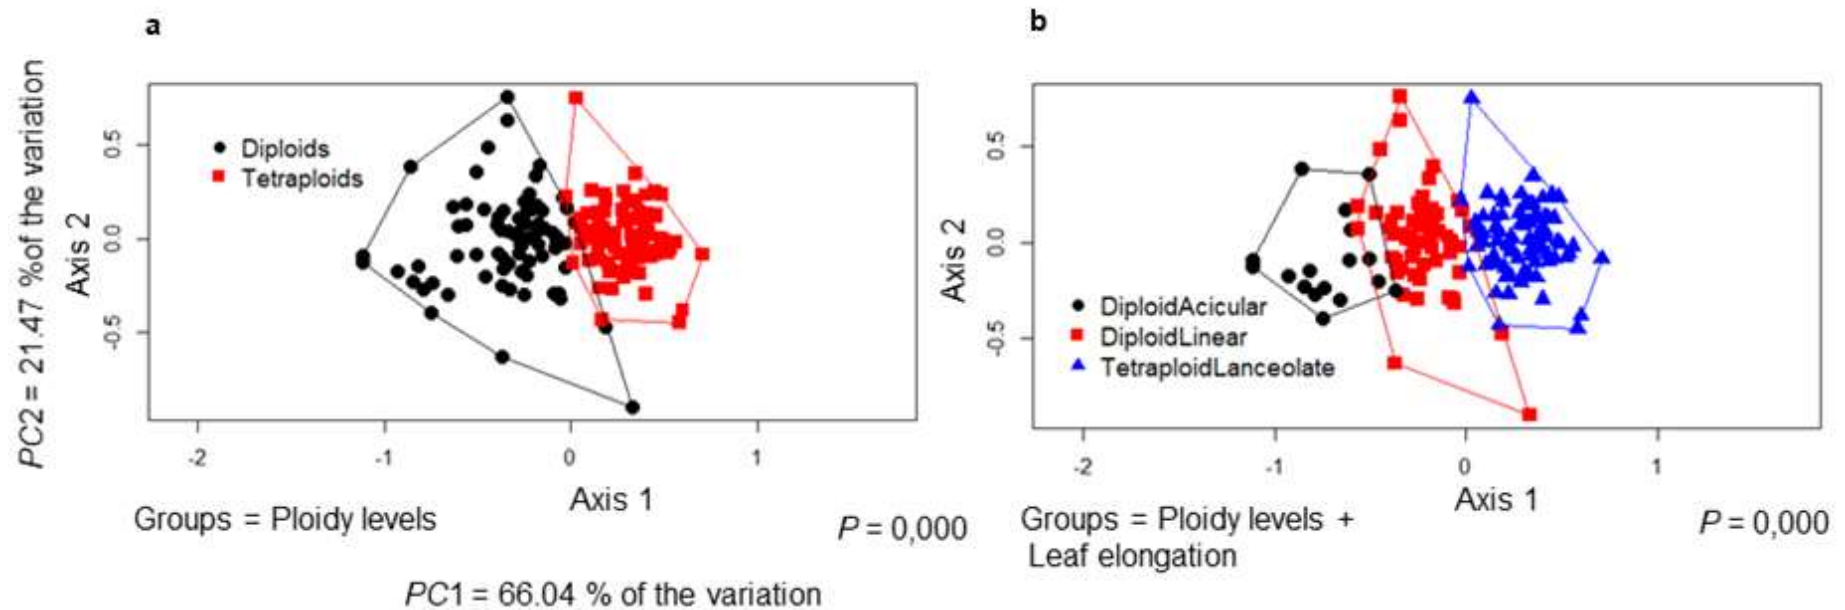 a
PC2 = 21.47 %of the variation
Axis 2
0.5
0.0
-0.5
Diploids
Tetraploids
-2
-1
0
1
Axis 1
Groups = Ploidy levels
P = 0,000
b
Axis 2
0.5
0.0
-0.5
DiploidAcicular
DiploidLinear
TetraploidLanceolate
-2
-1
0
1
Axis 1
Groups = Ploidy levels +
Leaf elongation
P = 0,000
PC1 = 66.04 % of the variation